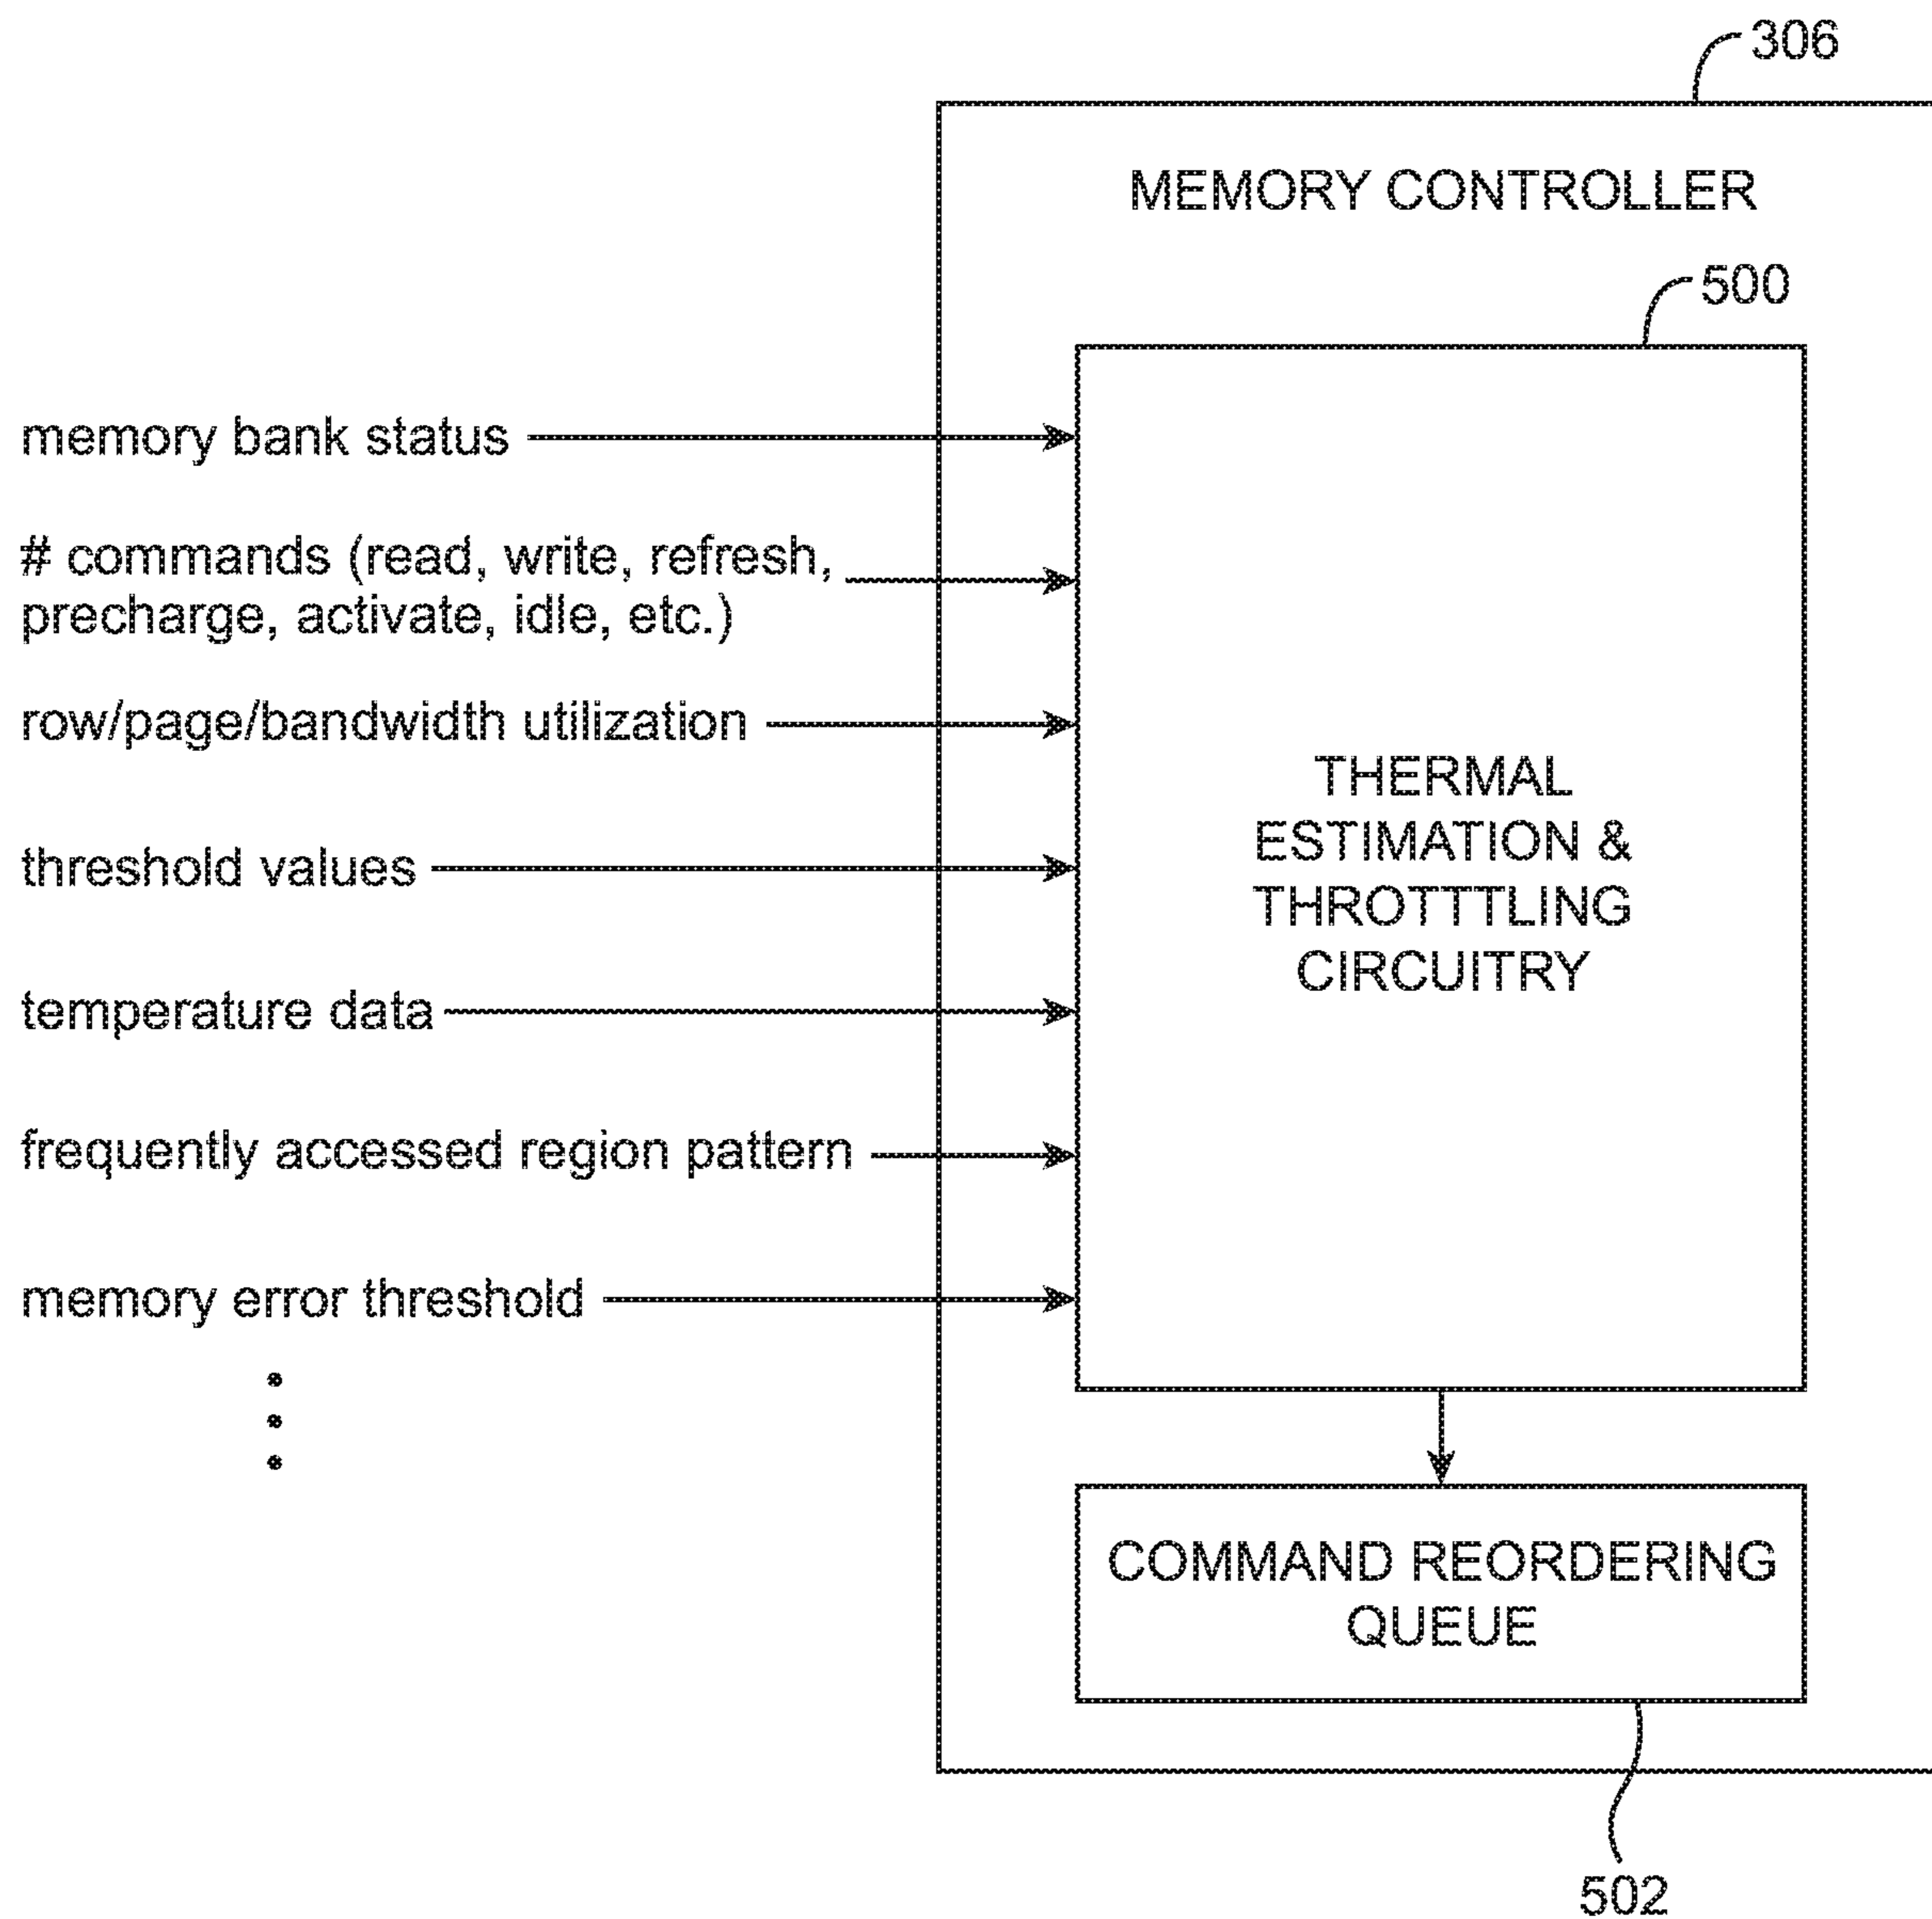 306
MEMORY CONTROLLER
500
memory bank status
# commands (read, write, refresh,
precharge, activate, idle, etc.)
row/page/bandwidth utilization
threshold values
temperature data
frequently accessed region pattern
memory error threshold
THERMAL
ESTIMATION &
THROTTTLING
CIRCUITRY
COMMAND REORDERING
QUEUE
502